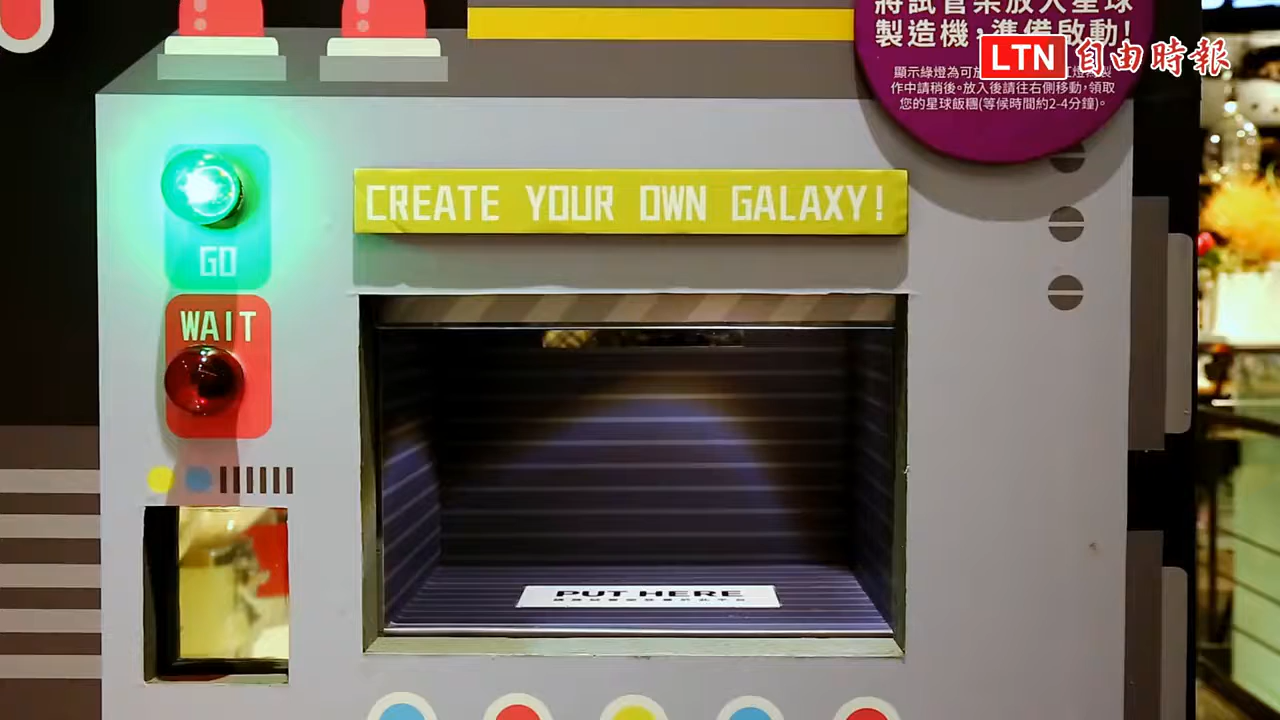 將試管架放入星球
製造機，準備啟動！
LTN 自由時報
顯示綠燈為可放
作中請稍後。放入後請往右側移動，領取
您的星球飯糰(等候時間約2-4分鐘)。
CREATE YOUR OWN GALAXY!
GO
WAIT
PUT HERE